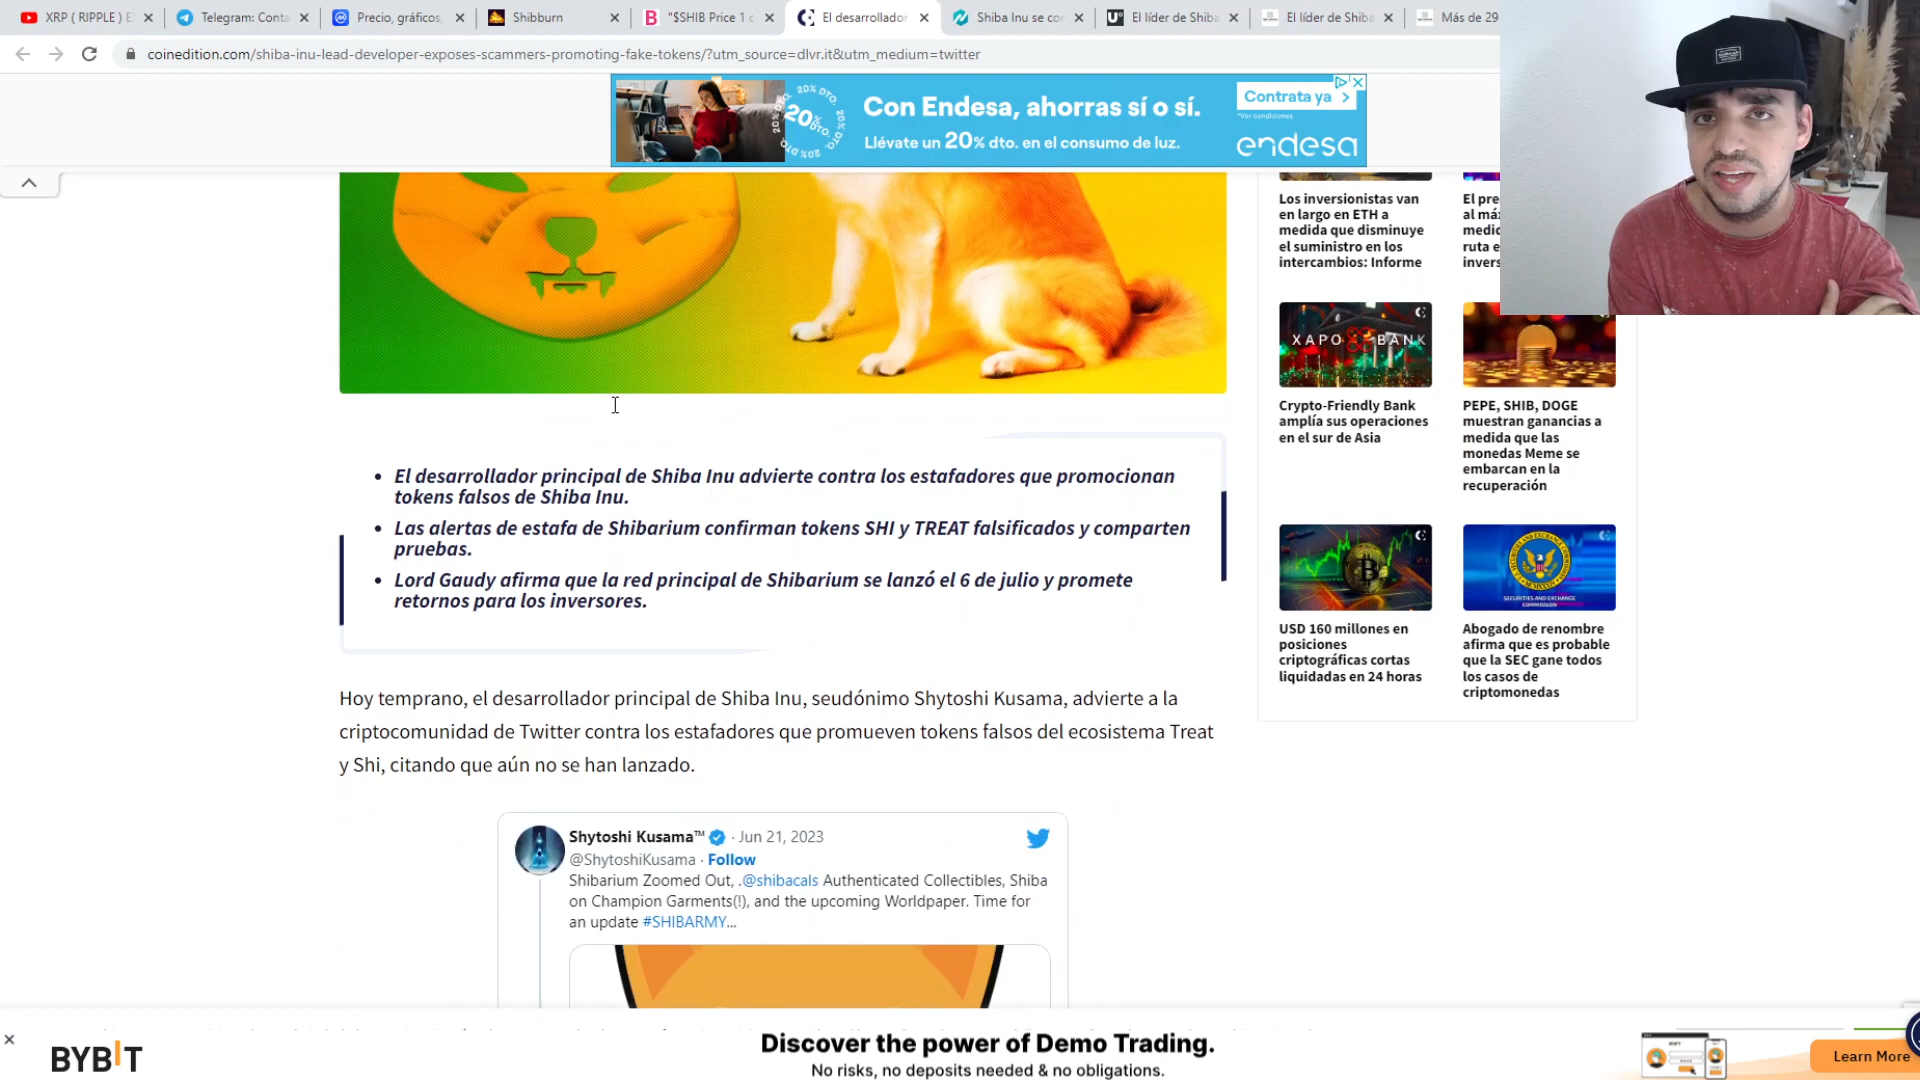 XRP ( RIPPLE ) E
Telegram: Conta
Precio, gráficos,
Shibburn
"$SHIB Price 1 c
El desarrollador
Shiba Inu se con
El líder de Shiba
El líder de Shiba
Más de 29
coinedition.com/shiba-inu-lead-developer-exposes-scammers-promoting-fake-tokens/?utm_source=dlvr.it&utm_medium=twitter
20% DTO.
Con Endesa, ahorras sí o sí.
Llévate un 20% dto. en el consumo de luz.
Contrata ya
*Ver condiciones
endesa
Los inversionistas van
en largo en ETH a
medida que disminuye
el suministro en los
intercambios: Informe
El pre
al má
medic
ruta e
invers
XAPO BANK
Crypto-Friendly Bank
amplía sus operaciones
en el sur de Asia
PEPE, SHIB, DOGE
muestran ganancias a
medida que las
monedas Meme se
embarcan en la
recuperación
USD 160 millones en
posiciones
criptográficas cortas
liquidadas en 24 horas
SECURITIES AND EXCHANGE
COMMISSION
Abogado de renombre
afirma que es probable
que la SEC gane todos
los casos de
criptomonedas
• El desarrollador principal de Shiba Inu advierte contra los estafadores que promocionan
tokens falsos de Shiba Inu.
• Las alertas de estafa de Shibarium confirman tokens SHI y TREAT falsificados y comparten
pruebas.
• Lord Gaudy afirma que la red principal de Shibarium se lanzó el 6 de julio y promete
retornos para los inversores.
Hoy temprano, el desarrollador principal de Shiba Inu, seudónimo Shytoshi Kusama, advierte a la
criptocomunidad de Twitter contra los estafadores que promueven tokens falsos del ecosistema Treat
y Shi, citando que aún no se han lanzado.
Shytoshi Kusama™ · Jun 21, 2023
@ShytoshiKusama · Follow
Shibarium Zoomed Out, .@shibacals Authenticated Collectibles, Shiba
on Champion Garments(!), and the upcoming Worldpaper. Time for
an update #SHIBARMY...
BYBIT
Discover the power of Demo Trading.
No risks, no deposits needed & no obligations.
Learn More